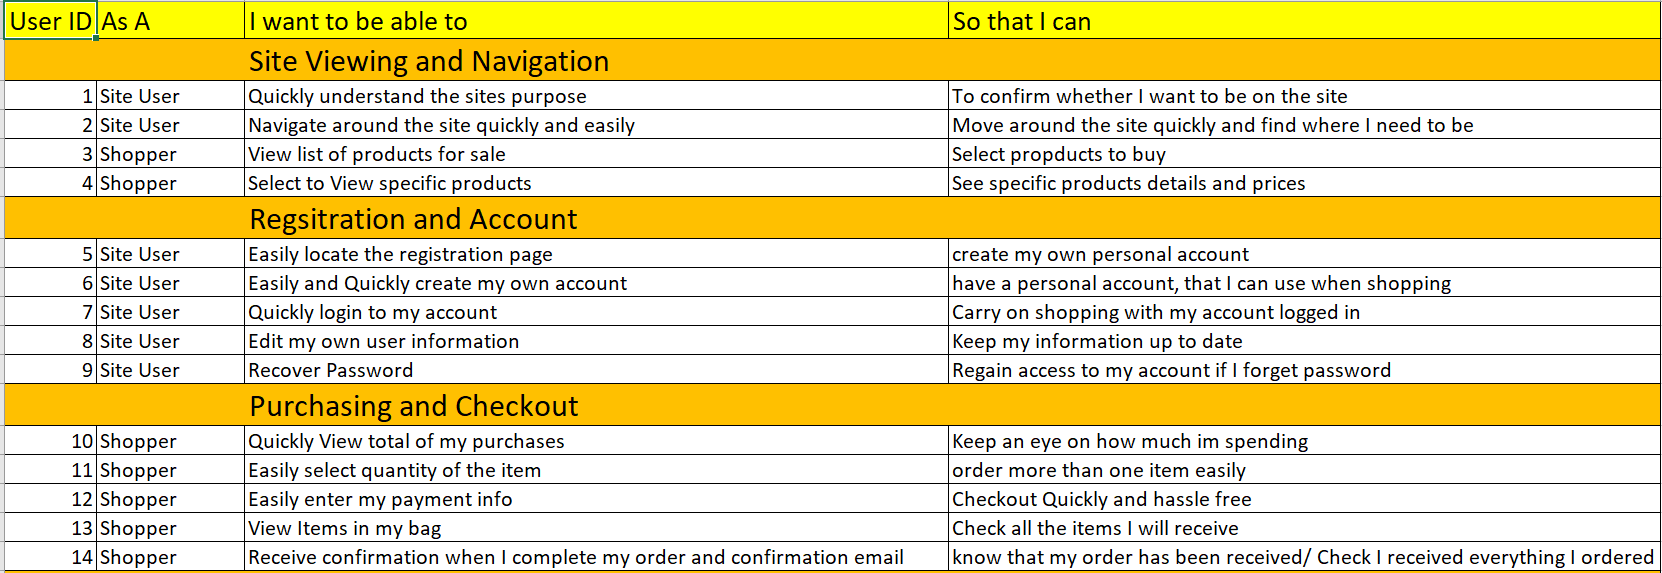 User ID As A I want to be able to So that I can
Site Viewing and Navigation
1 Site User Quickly understand the sites purpose To confirm whether I want to be on the site
2 Site User Navigate around the site quickly and easily Move around the site quickly and find where I need to be
3 Shopper View list of products for sale Select propducts to buy
4 Shopper Select to View specific products See specific products details and prices
Regsitration and Account
5 Site User Easily locate the registration page create my own personal account
6 Site User Easily and Quickly create my own account have a personal account, that I can use when shopping
7 Site User Quickly login to my account Carry on shopping with my account logged in
8 Site User Edit my own user information Keep my information up to date
9 Site User Recover Password Regain access to my account if I forget password
Purchasing and Checkout
10 Shopper Quickly View total of my purchases Keep an eye on how much im spending
11 Shopper Easily select quantity of the item order more than one item easily
12 Shopper Easily enter my payment info Checkout Quickly and hassle free
13 Shopper View Items in my bag Check all the items I will receive
14 Shopper Receive confirmation when I complete my order and confirmation email know that my order has been received/ Check I received everything I ordered